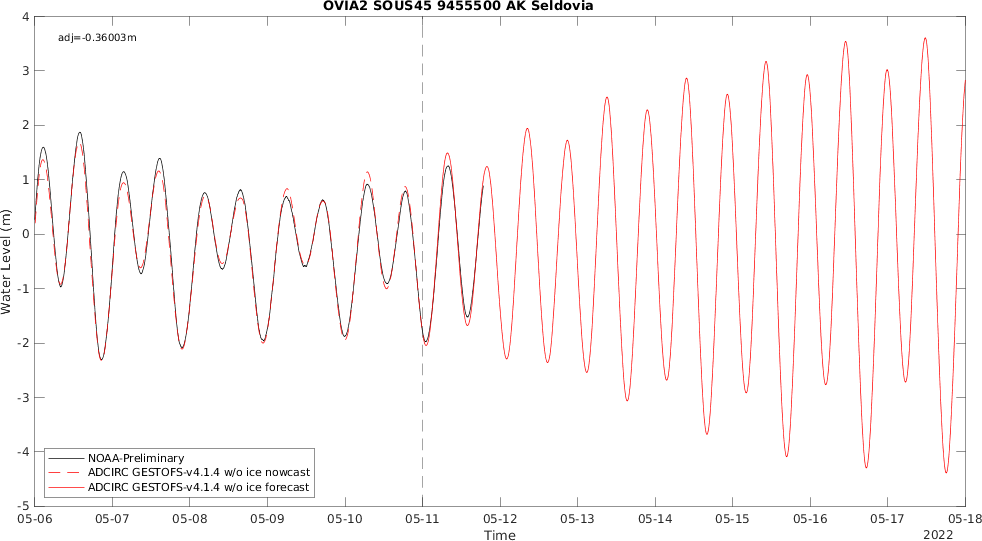 OVIA2 SOUS45 9455500 AK Seldovia
adj=-0.36003m
Water Level (m)
4
3
2
1
0
-1
-2
-3
-4
-5
NOAA-Preliminary
ADCIRC GESTOFS-v4.1.4 w/o ice nowcast
ADCIRC GESTOFS-v4.1.4 w/o ice forecast
05-06 05-07 05-08 05-09 05-10 05-11 05-12 05-13 05-14 05-15 05-16 05-17 05-18
Time
2022